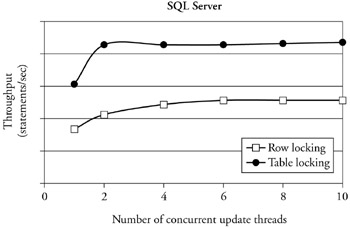 SQL Server
Throughput
(statements/sec)
Row locking
Table locking
0
2
4
6
8
10
Number of concurrent update threads